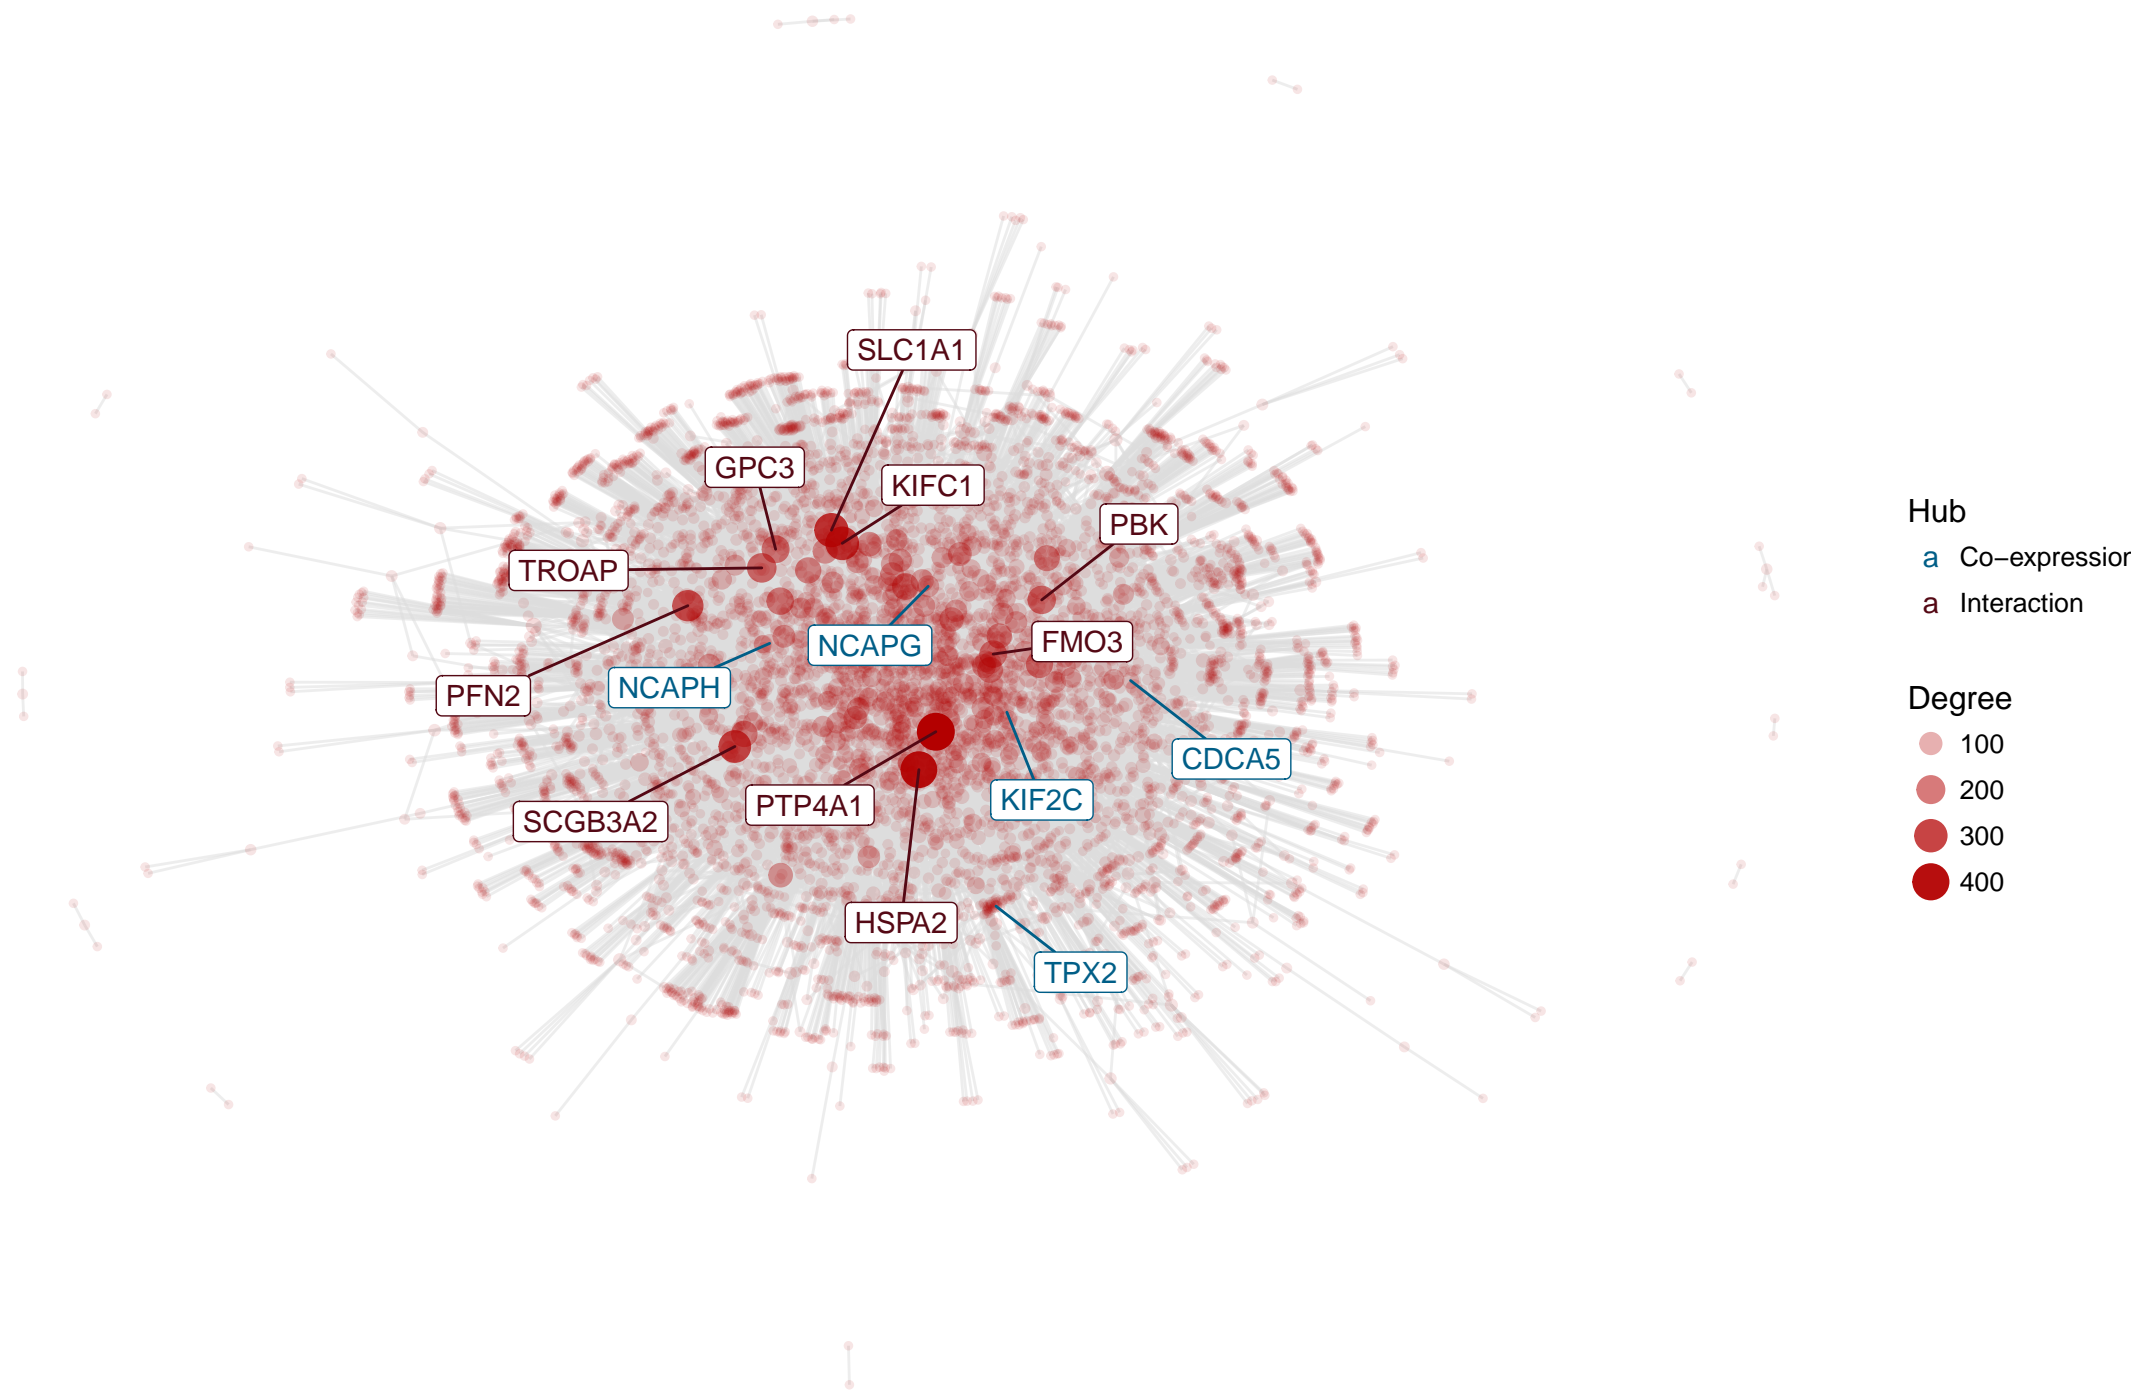 SLC1A1
GPC3
KIFC1
PBK
TROAP
NCAPG
FMO3
PFN2
NCAPH
CDCA5
KIF2C
PTP4A1
SCGB3A2
HSPA2
TPX2
Hub
a Co−expression
a Interaction
Degree
100
200
300
400